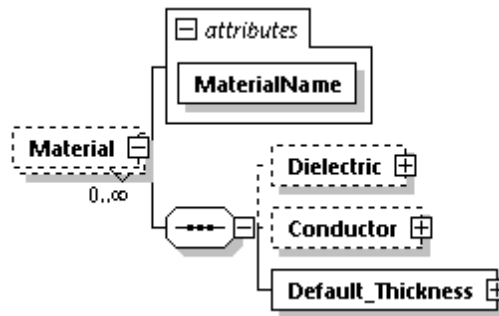 attributes
MaterialName
Material
0..∞
Dielectric
Conductor
Default_Thickness